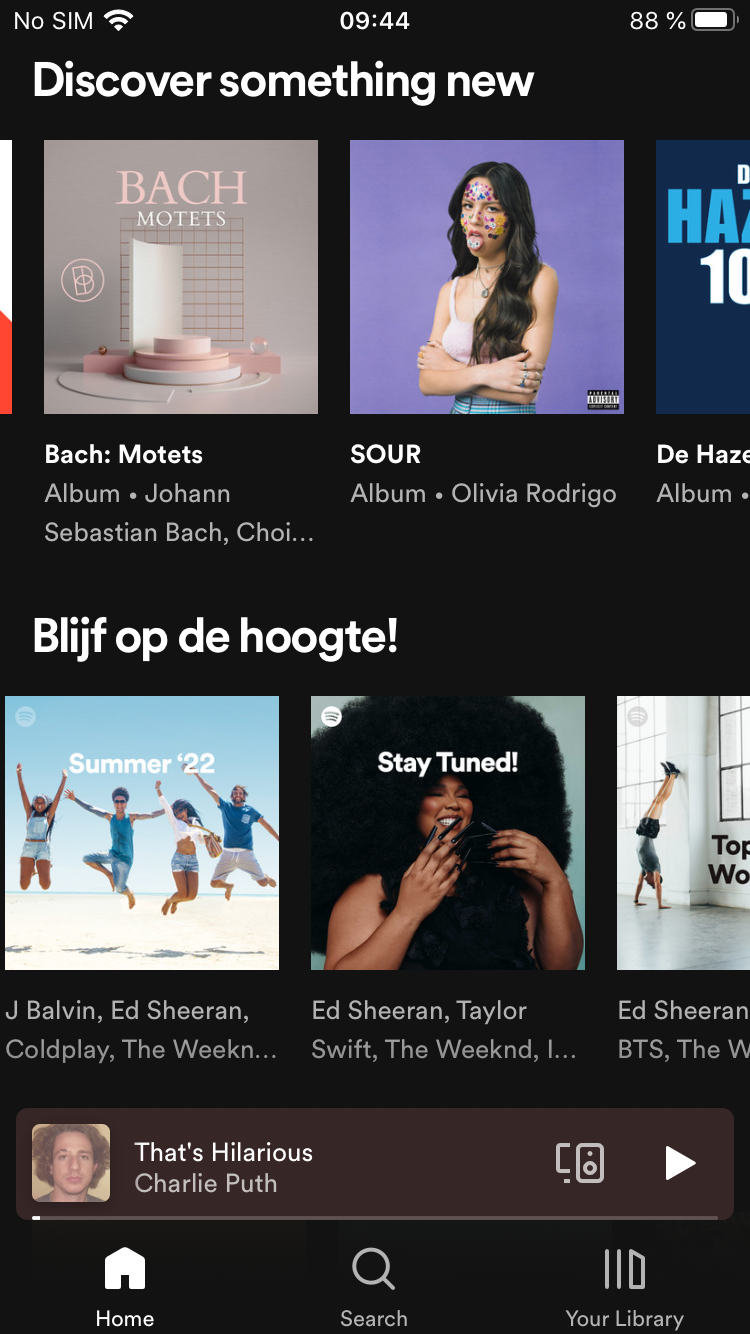 No SIM 09:44 88 %
Discover something new
BACH
MOTETS
PARENTAL
ADVISORY
EXPLICIT CONTENT
D
HAZ
10
Bach: Motets
Album • Johann
Sebastian Bach, Choi...
SOUR
Album • Olivia Rodrigo
De Haze
Album •
Blijf op de hoogte!
Summer ‘22
Stay Tuned!
Top
Wo
J Balvin, Ed Sheeran,
Coldplay, The Weekn...
Ed Sheeran, Taylor
Swift, The Weeknd, I...
Ed Sheeran
BTS, The W
That's Hilarious
Charlie Puth
Home
Search
Your Library